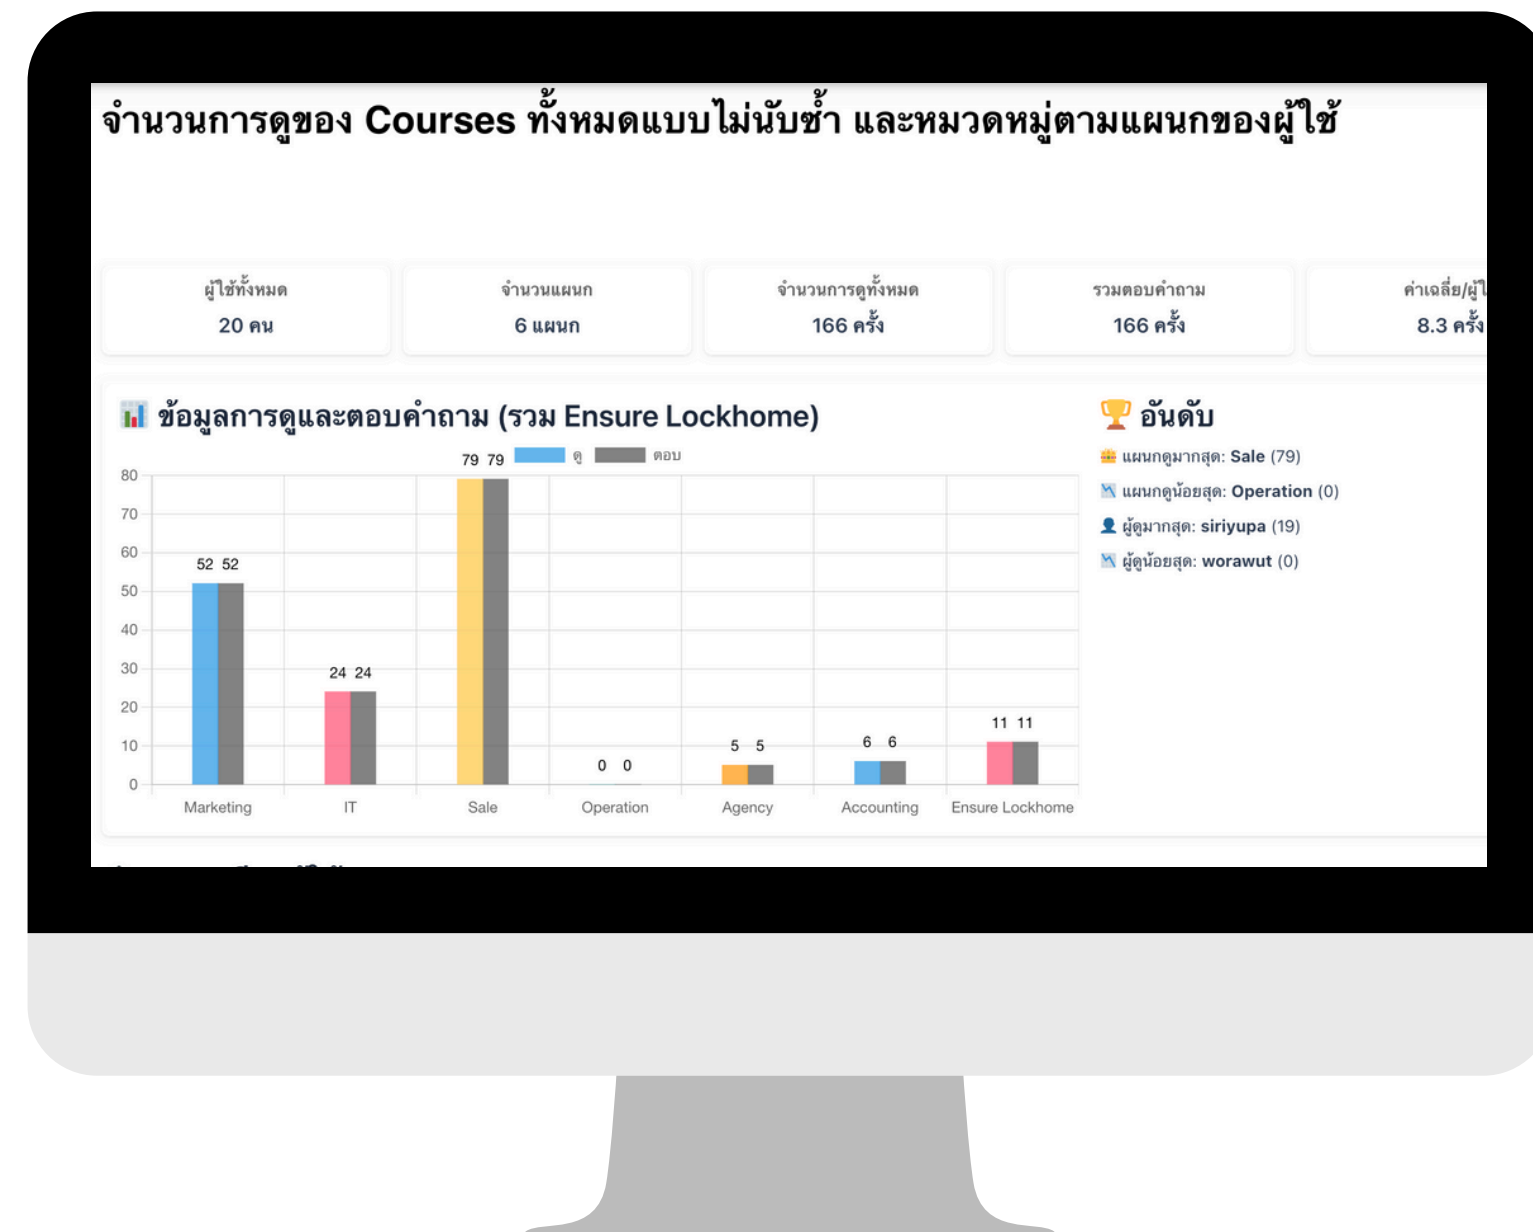 จำนวนการดูของ Courses ทั้งหมดแบบไม่นับซ้ำ และหมวดหมู่ตามแผนกของผู้ใช้
ผู้ใช้ทั้งหมด
20 คน
จำนวนแผนก
6 แผนก
จำนวนการดูทั้งหมด
166 ครั้ง
รวมตอบคำถาม
166 ครั้ง
ค่าเฉลี่ย/
8.3 ครั้ง
ข้อมูลการดูและตอบคำถาม (รวม Ensure Lockhome)
ดู ตอบ
80
70
60
50
40
30
20
10
0
52 52
24 24
79 79
0 0
5 5
6 6
11 11
Marketing IT Sale Operation Agency Accounting Ensure Lockhome
อันดับ
แผนกดูมากสุด: Sale (79)
แผนกดูน้อยสุด: Operation (0)
ผู้ดูมากสุด: siriyupa (19)
ผู้ดูน้อยสุด: worawut (0)